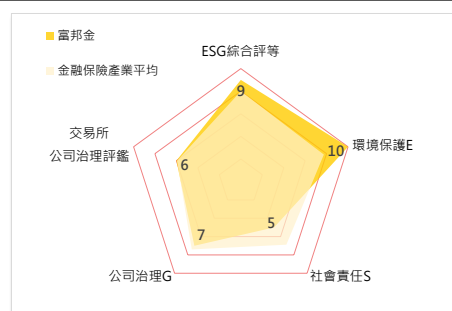 富邦金
金融保險產業平均
ESG綜合評等
9
環境保護E
10
交易所
公司治理評鑑
6
5
7
公司治理G
社會責任S